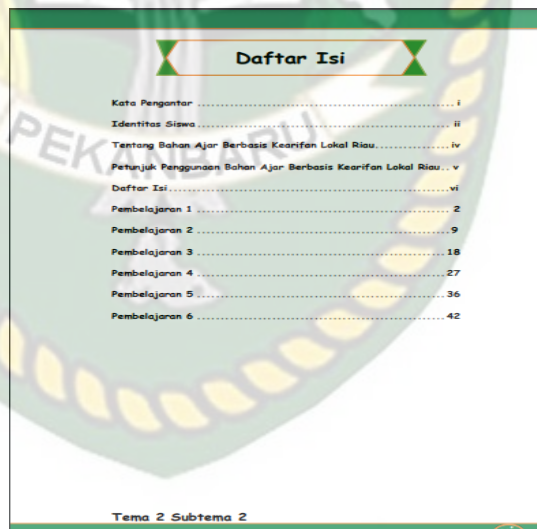 Daftar Isi
Kata Pengantar ........................................ i
Identitas Siswa ........................................ ii
Tentang Bahan Ajar Berbasis Kearifan Lokal Riau ................ iv
Petunjuk Penggunaan Bahan Ajar Berbasis Kearifan Lokal Riau .. v
Daftar Isi ........................................ vi
Pembelajaran 1 ........................................ 2
Pembelajaran 2 ........................................ 9
Pembelajaran 3 ........................................ 18
Pembelajaran 4 ........................................ 27
Pembelajaran 5 ........................................ 36
Pembelajaran 6 ........................................ 42
PEKANBARU
Tema 2 Subtema 2